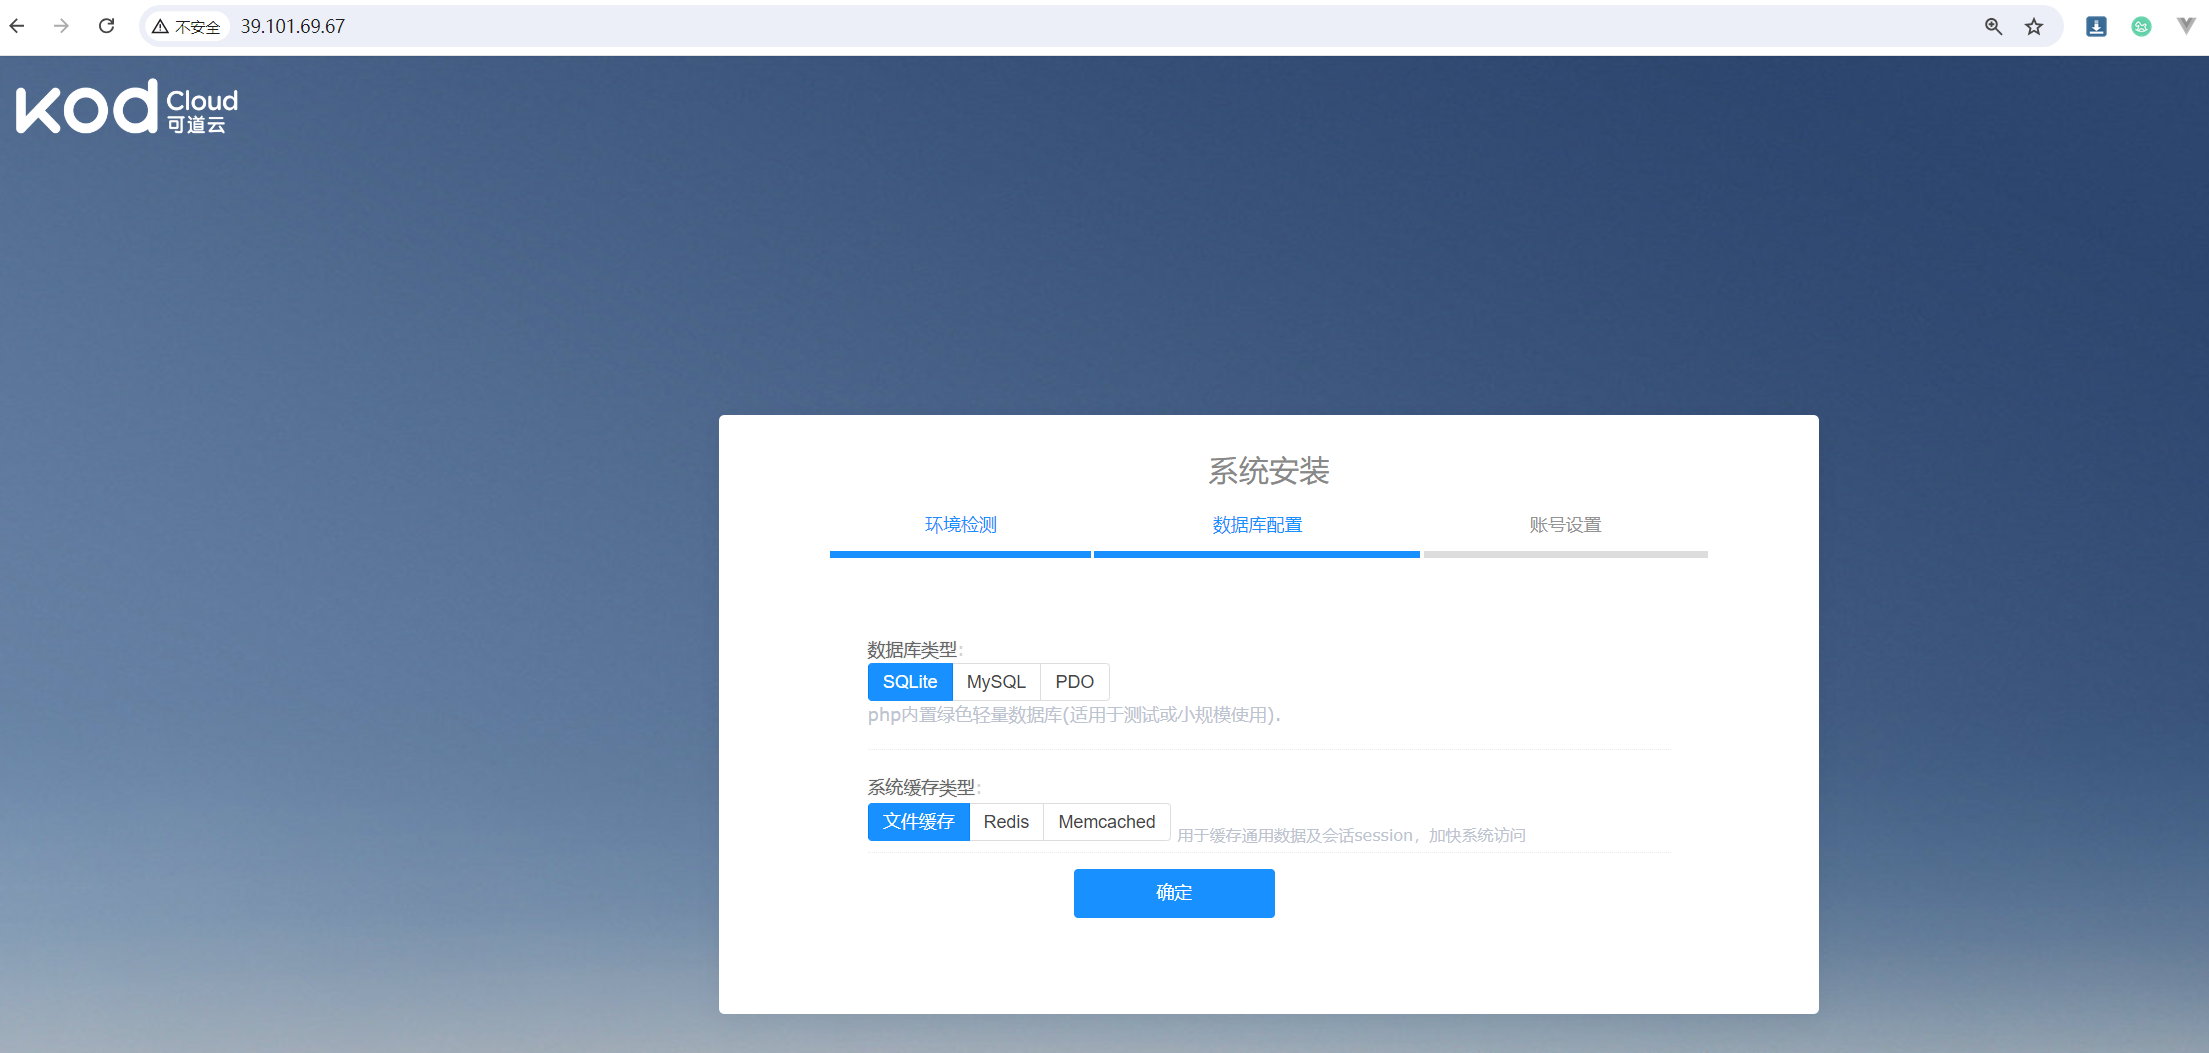 不安全 39.101.69.67
kod Cloud
可道云
系统安装
环境检测 数据库配置 账号设置
数据库类型:
SQLite MySQL PDO
php内置绿色轻量数据库(适用于测试或小规模使用).
系统缓存类型:
文件缓存 Redis Memcached 用于缓存通用数据及会话session，加快系统访问
确定